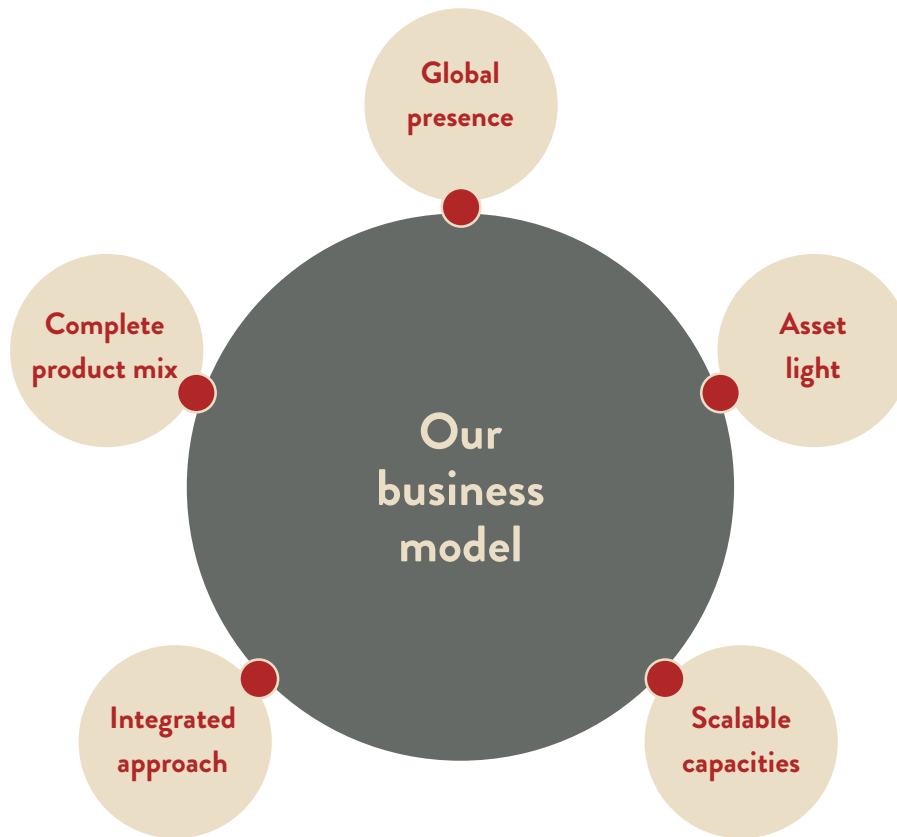 Global
presence
Complete
product mix
Asset
light
Our
business
model
Integrated
approach
Scalable
capacities